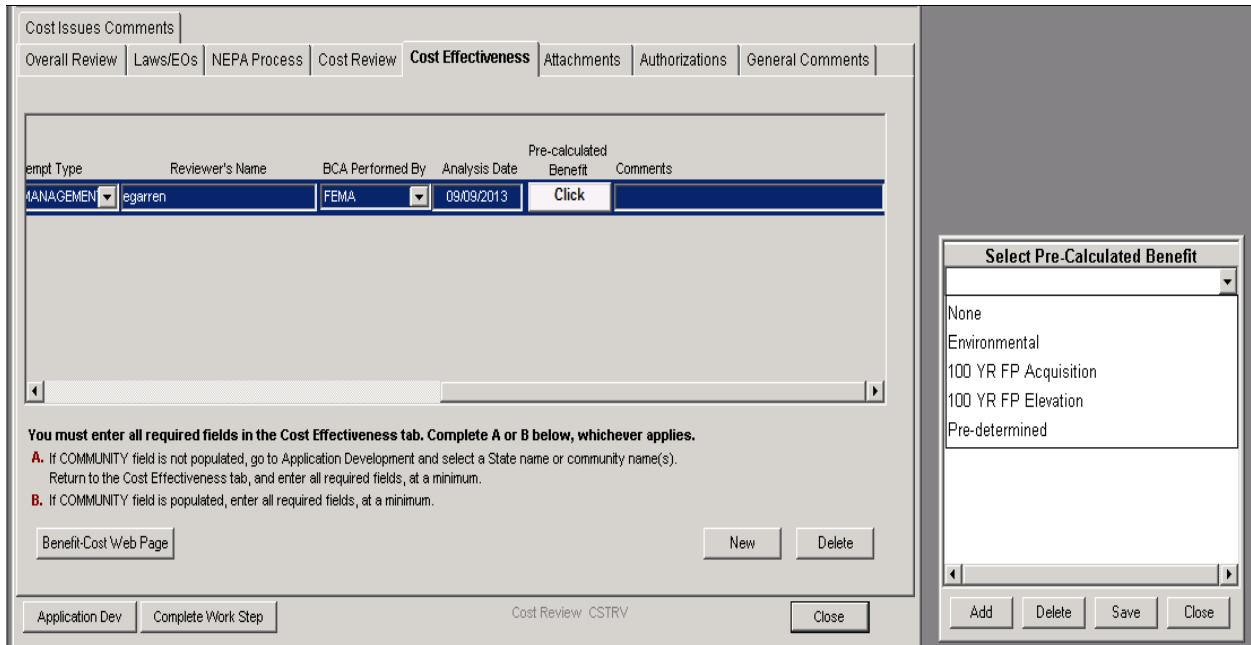 Cost Issues Comments
Overall Review Laws/EOs NEPA Process Cost Review Cost Effectiveness Attachments Authorizations General Comments
empt Type Reviewer's Name BCA Performed By Analysis Date Pre-calculated Benefit Comments
MANAGEMENT egarren FEMA 09/09/2013 Click
You must enter all required fields in the Cost Effectiveness tab. Complete A or B below, whichever applies.
A. If COMMUNITY field is not populated, go to Application Development and select a State name or community name(s).
Return to the Cost Effectiveness tab, and enter all required fields, at a minimum.
B. If COMMUNITY field is populated, enter all required fields, at a minimum.
Benefit-Cost Web Page New Delete
Application Dev Complete Work Step Cost Review CSTRV Close
Select Pre-Calculated Benefit
None
Environmental
100 YR FP Acquisition
100 YR FP Elevation
Pre-determined
Add Delete Save Close